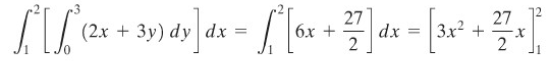 ∫₁² [∫₀³ (2x + 3y) dy] dx = ∫₁² [6x + 27/2] dx = [3x² + 27/2 x]₁²